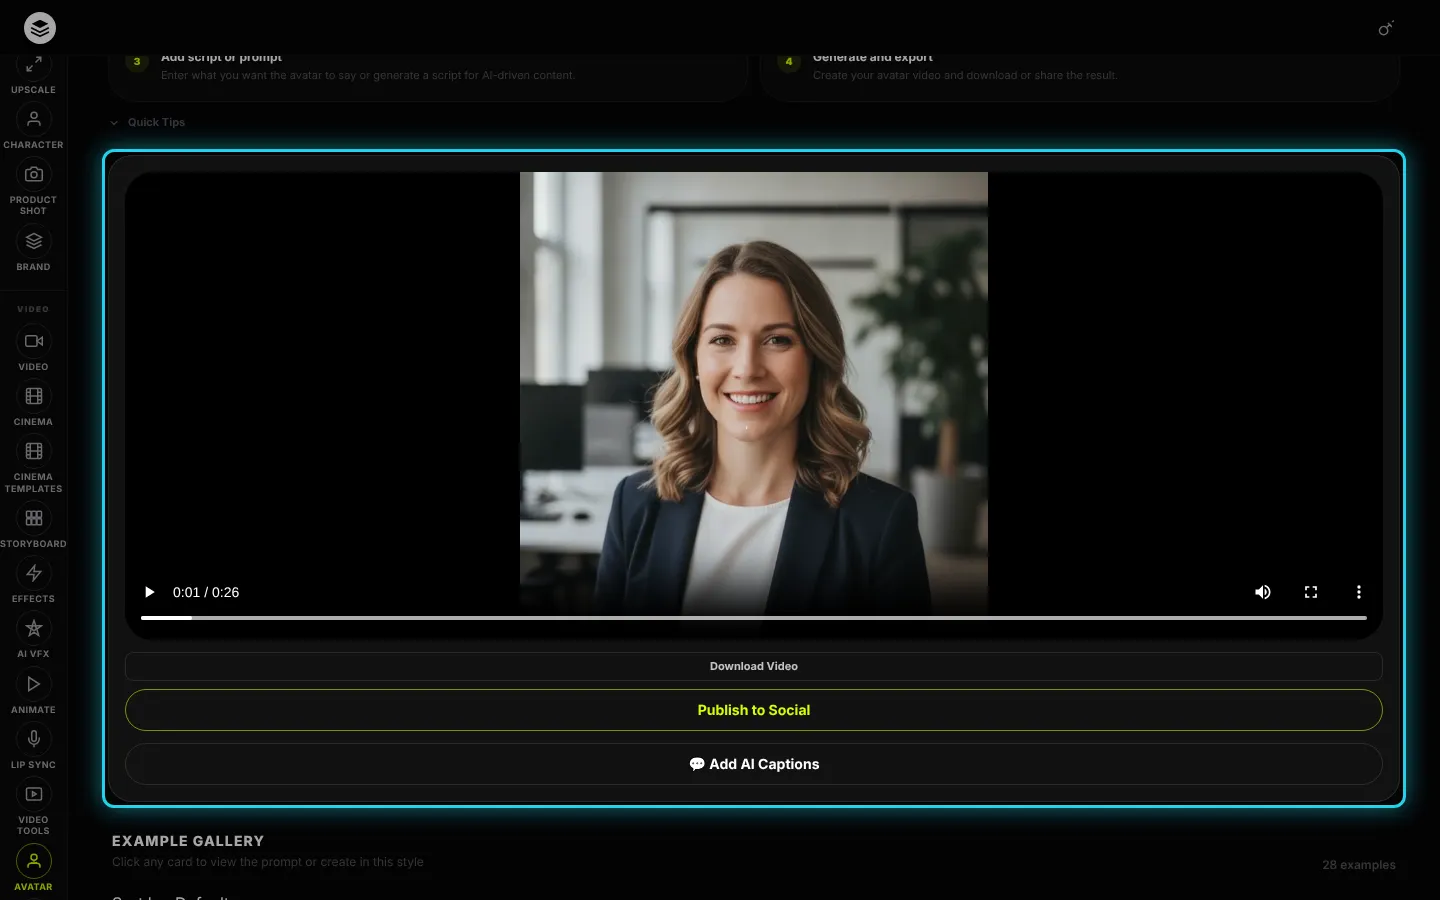 3 Add script or prompt
Enter what you want the avatar to say or generate a script for AI-driven content.
4 Generate and export
Create your avatar video and download or share the result.
Quick Tips
UPSCALE
CHARACTER
PRODUCT
SHOT
BRAND
VIDEO
VIDEO
CINEMA
CINEMA
TEMPLATES
STORYBOARD
EFFECTS
AI VFX
ANIMATE
LIP SYNC
VIDEO
TOOLS
AVATAR
0:01 / 0:26
Download Video
Publish to Social
💬 Add AI Captions
EXAMPLE GALLERY
Click any card to view the prompt or create in this style
28 examples